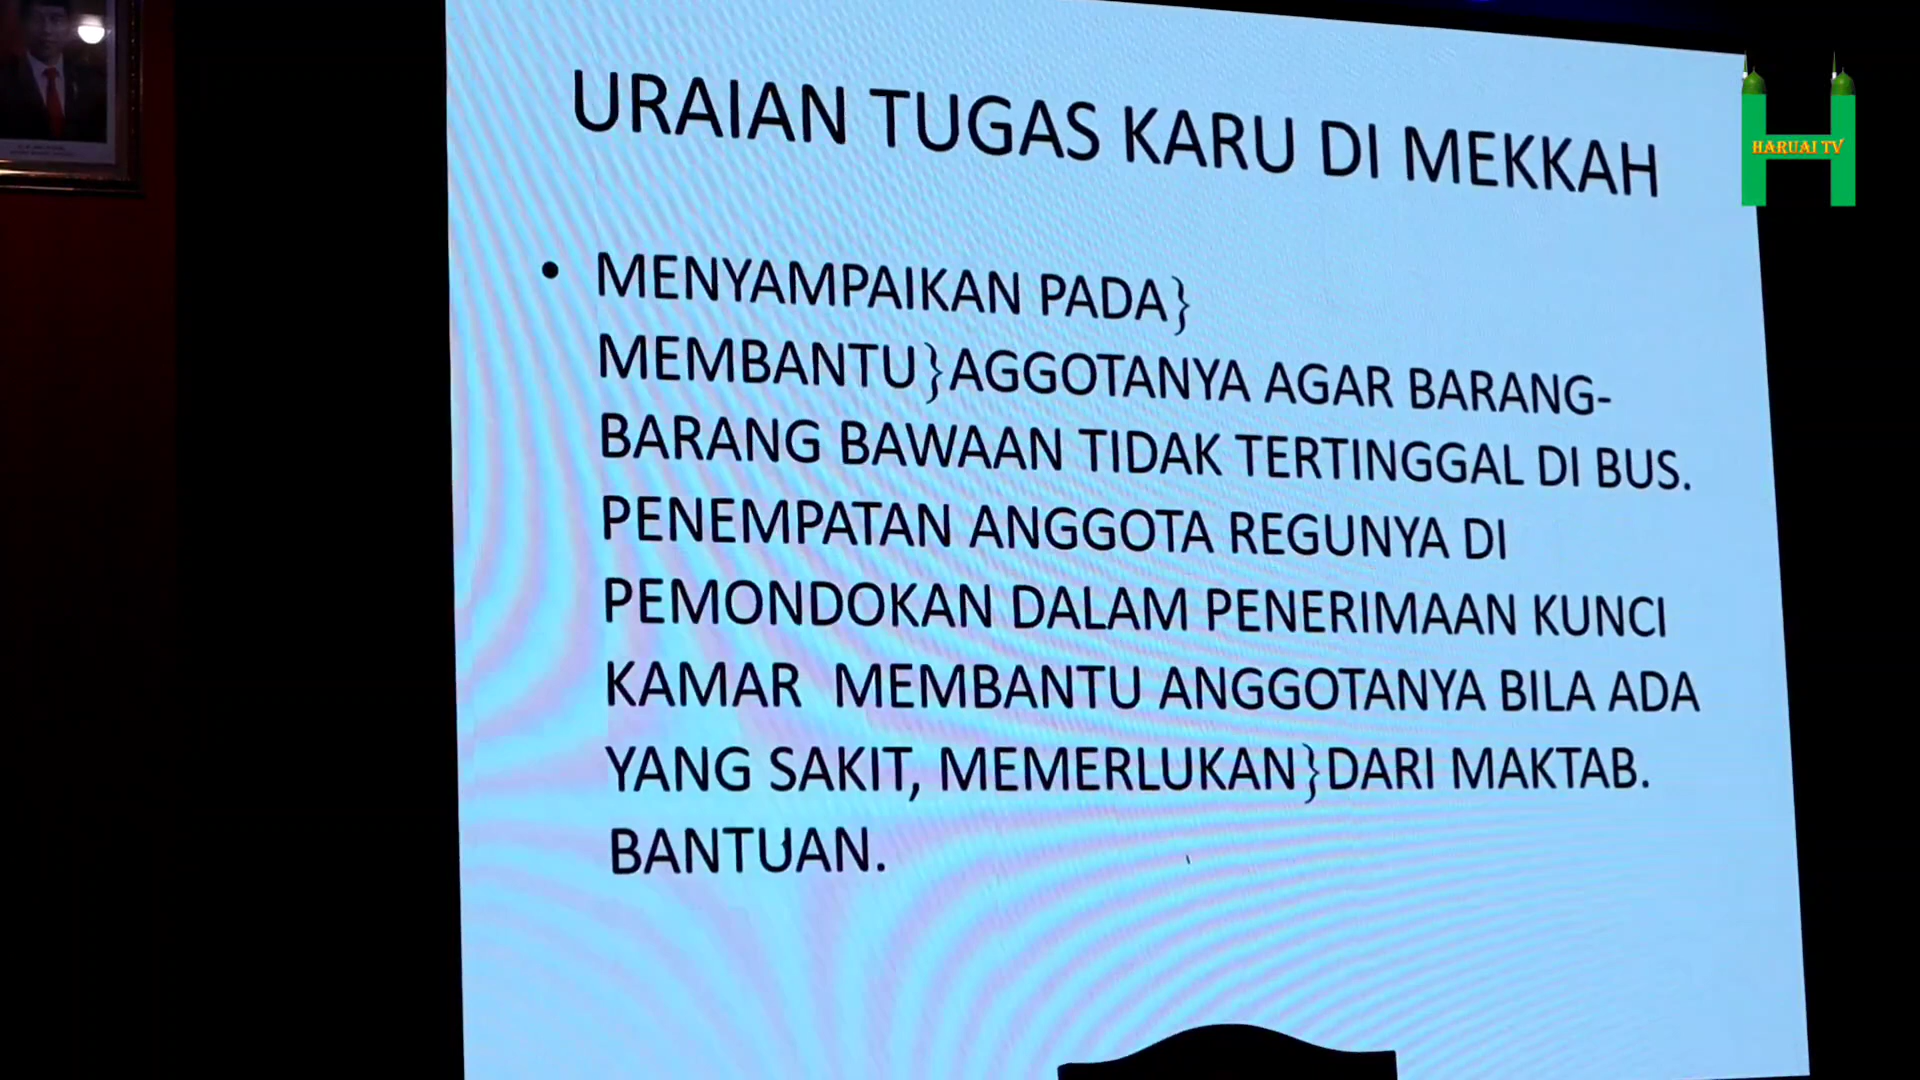 URAIAN TUGAS KARU DI MEKKAH
• MENYAMPAIKAN PADA}
MEMBANTU}AGGOTANYA AGAR BARANG-
BARANG BAWAAN TIDAK TERTINGGAL DI BUS.
PENEMPATAN ANGGOTA REGUNYA DI
PEMONDOKAN DALAM PENERIMAAN KUNCI
KAMAR MEMBANTU ANGGOTANYA BILA ADA
YANG SAKIT, MEMERLUKAN}DARI MAKTAB.
BANTUAN.
HARUAI TV